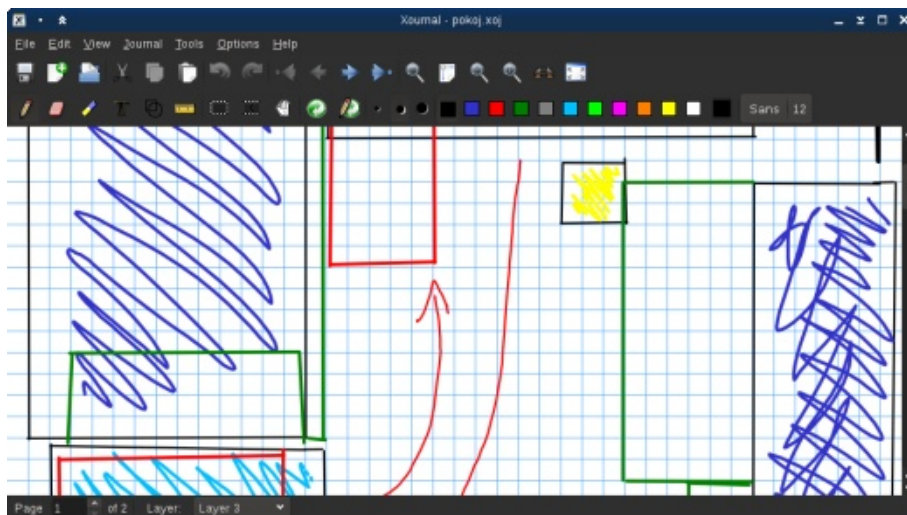 Xournal - pokoj.xoj
File Edit View Journal Tools Options Help
Sans 12
Page 1 of 2 Layer: Layer 3